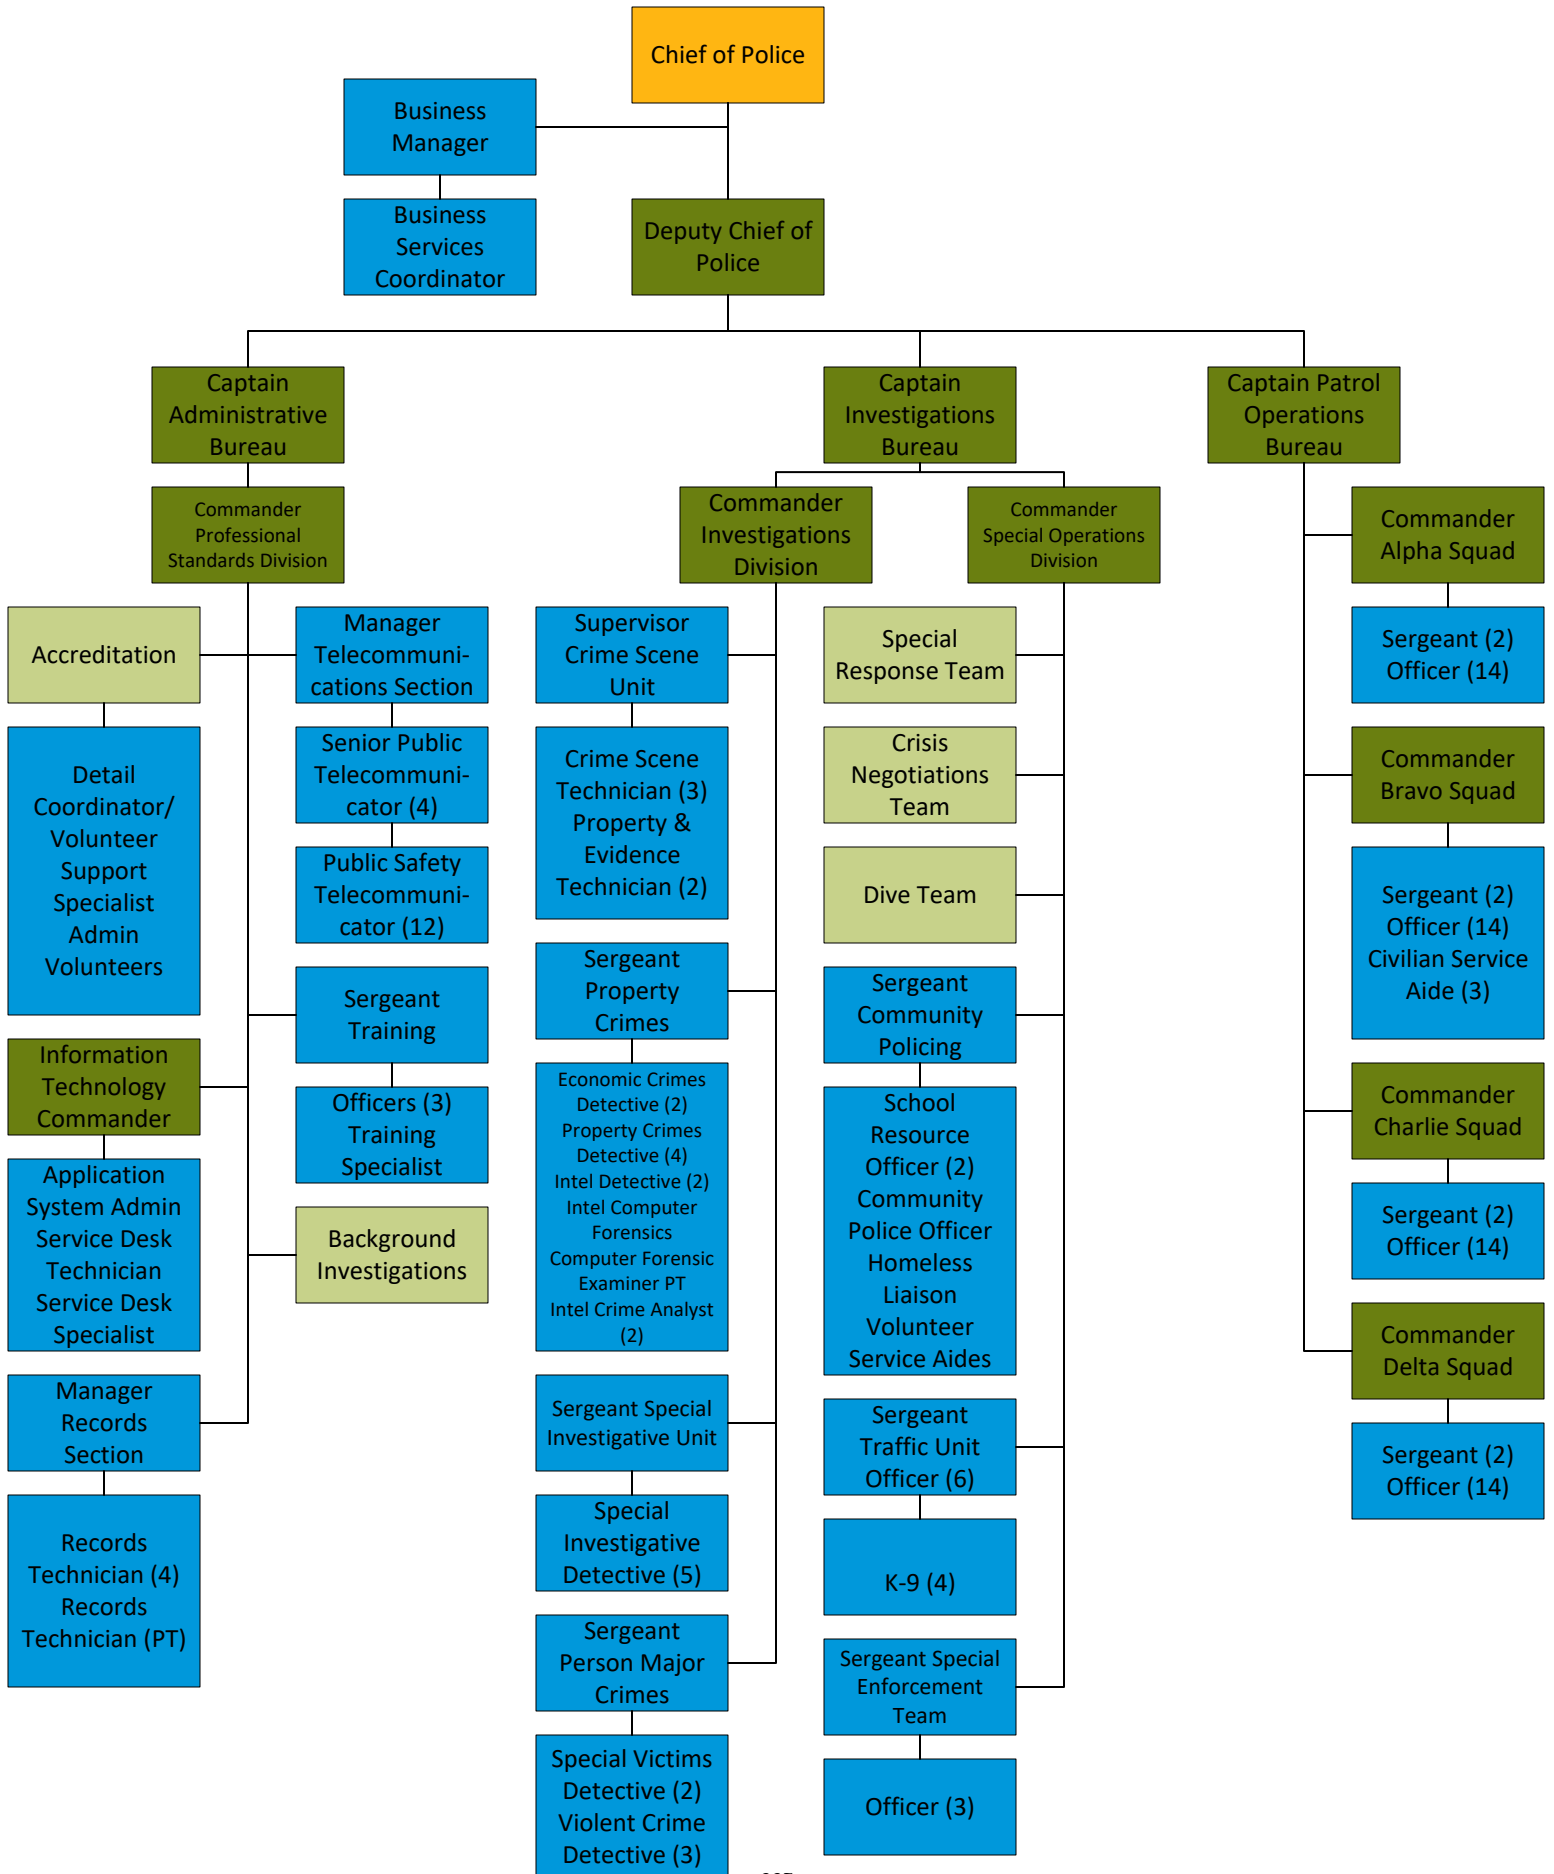 Chief of Police
Business
Manager
Business
Services
Coordinator
Deputy Chief of
Police
Captain
Administrative
Bureau
Captain
Investigations
Bureau
Captain Patrol
Operations
Bureau
Commander
Professional
Standards Division
Commander
Investigations
Division
Commander
Special Operations
Division
Accreditation
Detail
Coordinator/
Volunteer
Support
Specialist
Admin
Volunteers
Information
Technology
Commander
Application
System Admin
Service Desk
Technician
Service Desk
Specialist
Manager
Records
Section
Records
Technician (4)
Records
Technician (PT)
Manager
Telecommuni-
cations Section
Senior Public
Telecommuni-
cator (4)
Public Safety
Telecommuni-
cator (12)
Sergeant
Training
Officers (3)
Training
Specialist
Background
Investigations
Supervisor
Crime Scene
Unit
Crime Scene
Technician (3)
Property &
Evidence
Technician (2)
Sergeant
Property
Crimes
Economic Crimes
Detective (2)
Property Crimes
Detective (4)
Intel Detective (2)
Intel Computer
Forensics
Computer Forensic
Examiner PT
Intel Crime Analyst
(2)
Sergeant Special
Investigative Unit
Special
Investigative
Detective (5)
Sergeant
Person Major
Crimes
Special Victims
Detective (2)
Violent Crime
Detective (3)
Special
Response Team
Crisis
Negotiations
Team
Dive Team
Sergeant
Community
Policing
School
Resource
Officer (2)
Community
Police Officer
Homeless
Liaison
Volunteer
Service Aides
Sergeant
Traffic Unit
Officer (6)
K-9 (4)
Sergeant Special
Enforcement
Team
Officer (3)
Commander
Alpha Squad
Sergeant (2)
Officer (14)
Commander
Bravo Squad
Sergeant (2)
Officer (14)
Civilian Service
Aide (3)
Commander
Charlie Squad
Sergeant (2)
Officer (14)
Commander
Delta Squad
Sergeant (2)
Officer (14)